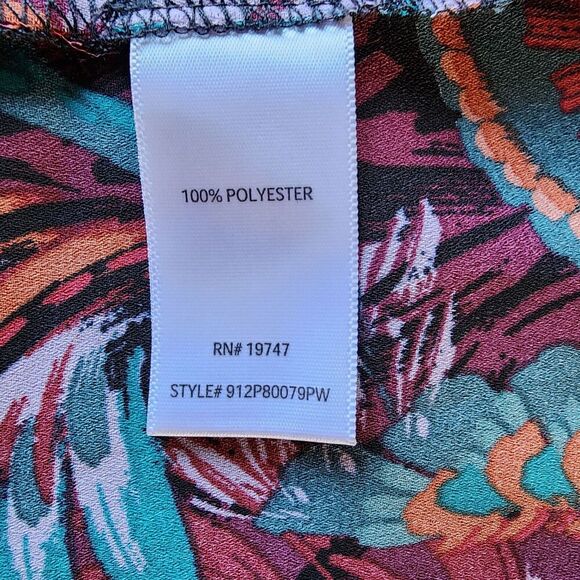 100% POLYESTER
RN# 19747
STYLE# 912P80079PW